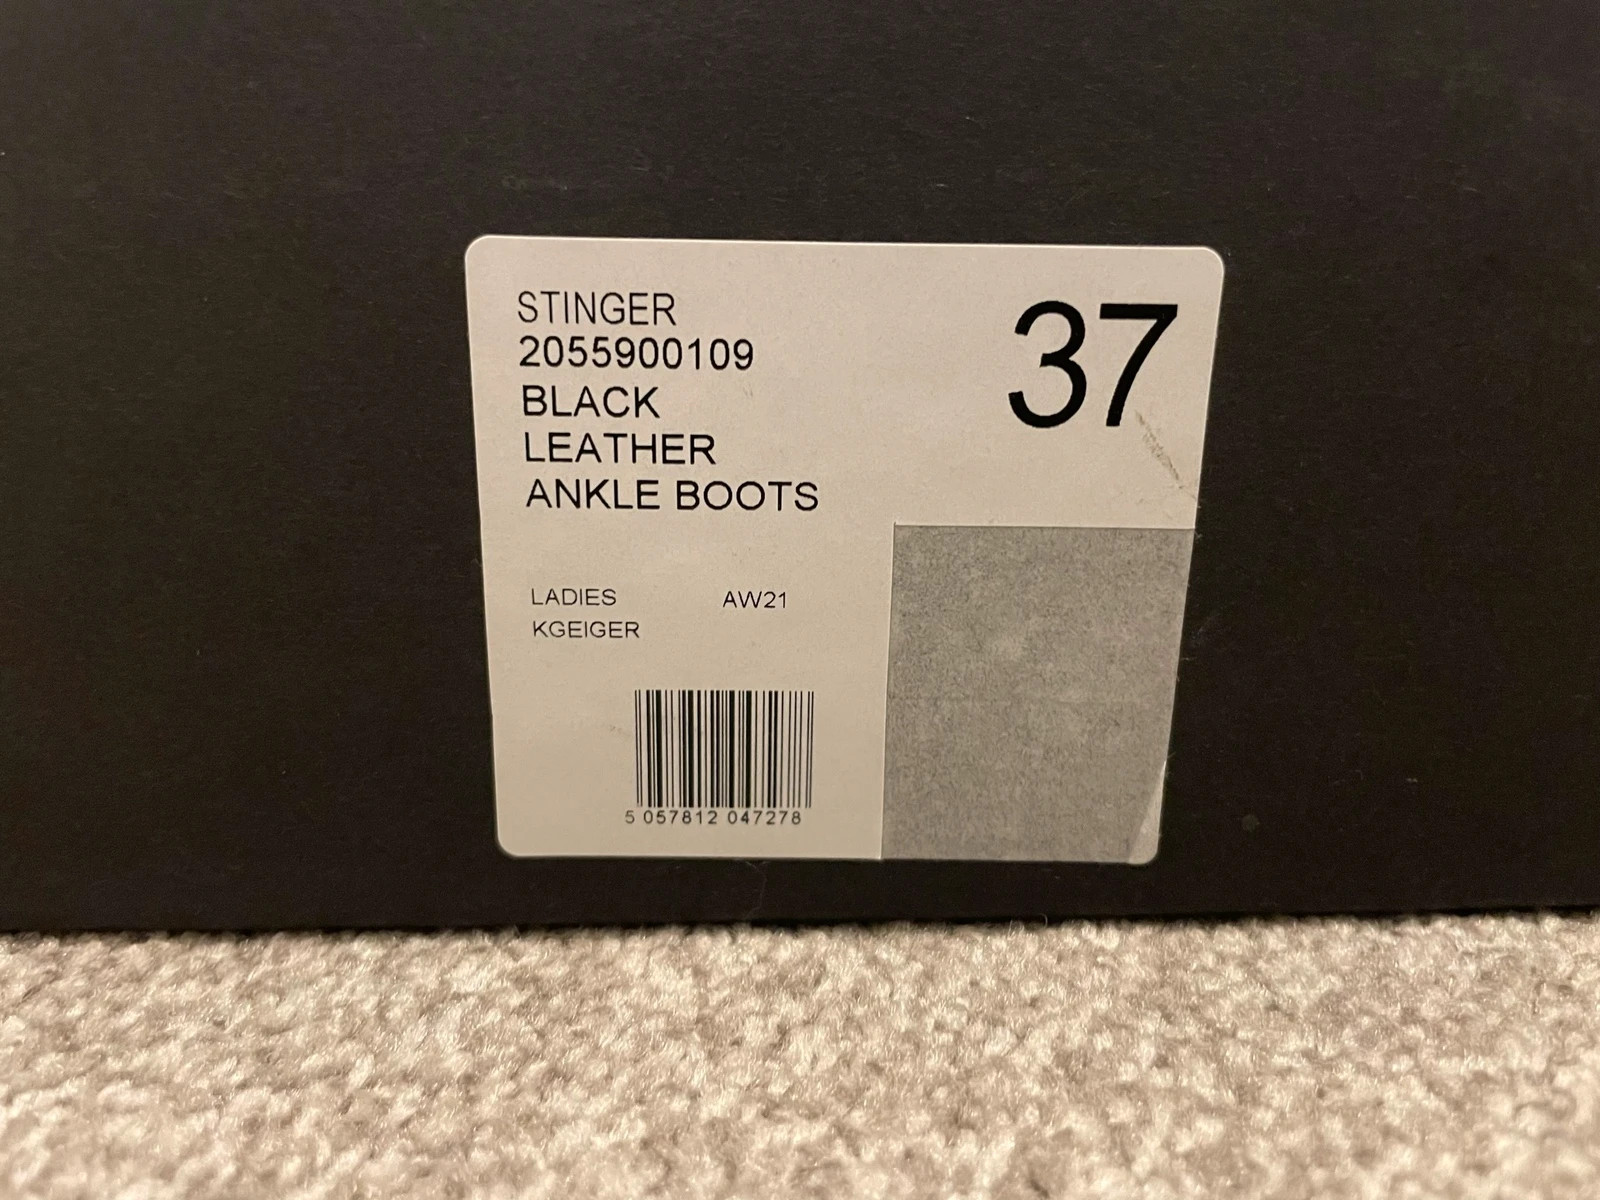 STINGER
37
2055900109
BLACK
LEATHER
ANKLE BOOTS
LADIES AW21
KGEIGER
5 057812 047278